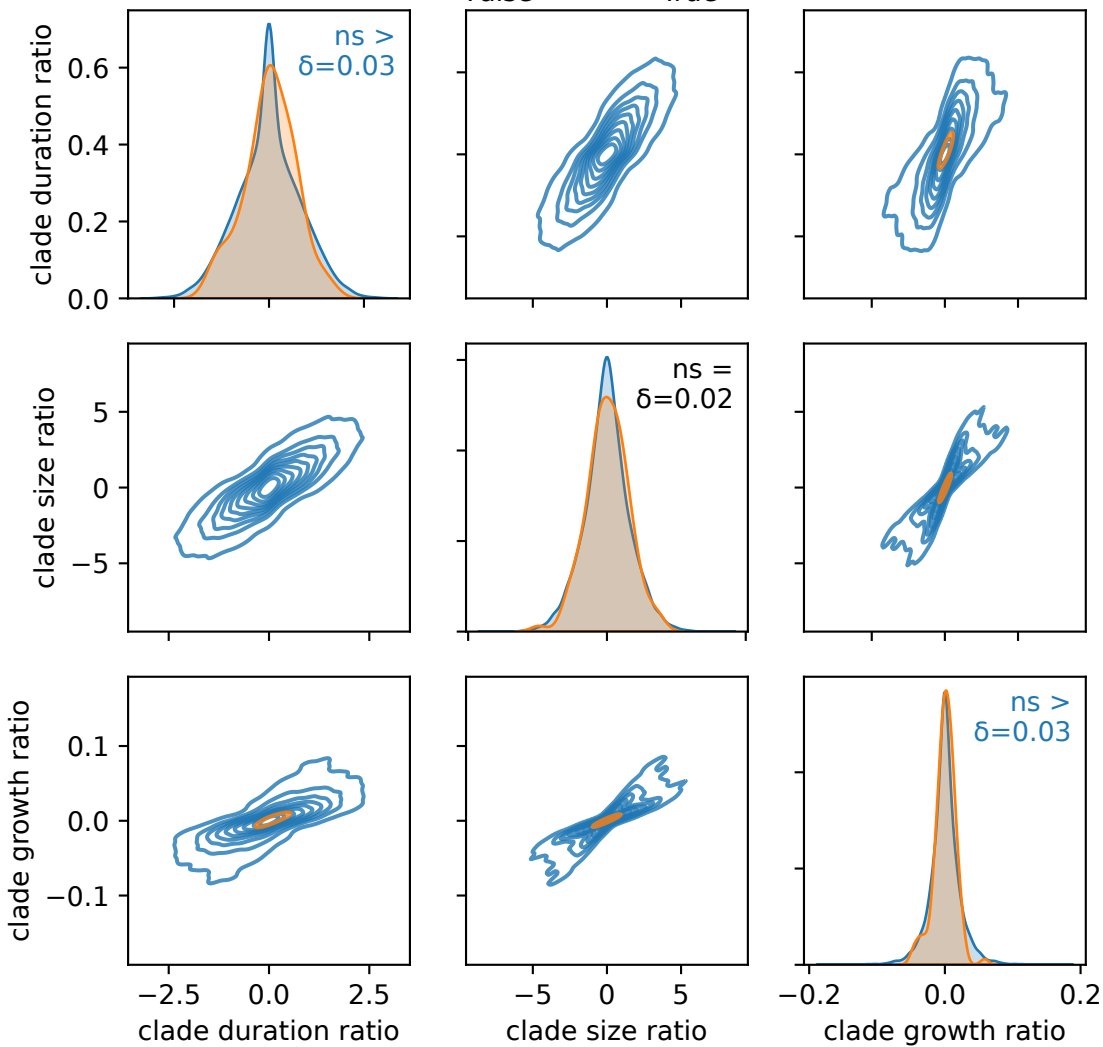 clade duration ratio
0.6
0.4
0.2
0.0
ns >
δ=0.03
clade size ratio
5
0
−5
ns =
δ=0.02
clade growth ratio
0.1
0.0
−0.1
ns >
δ=0.03
−2.5
0.0
2.5
−5
0
5
−0.2
0.0
0.2
clade duration ratio
clade size ratio
clade growth ratio